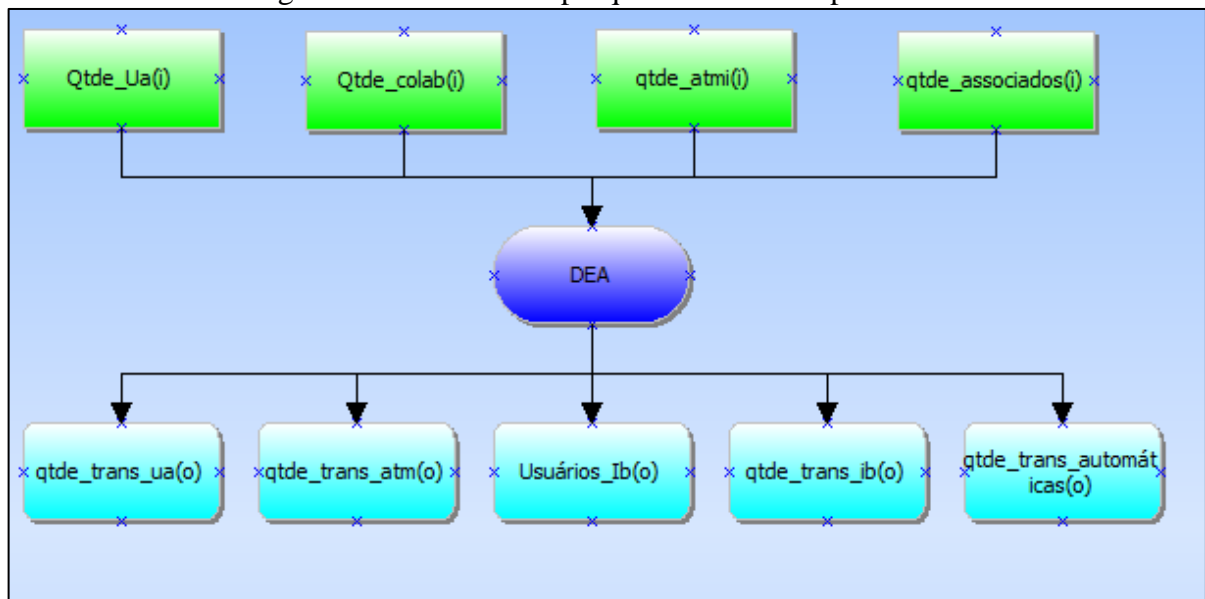 Qtde_Ua(i)
Qtde_colab(i)
qtde_atmi(i)
qtde_associados(i)
DEA
qtde_trans_ua(o)
qtde_trans_atm(o)
Usuários_Ib(o)
qtde_trans_ib(o)
qtde_trans_automát
icas(o)